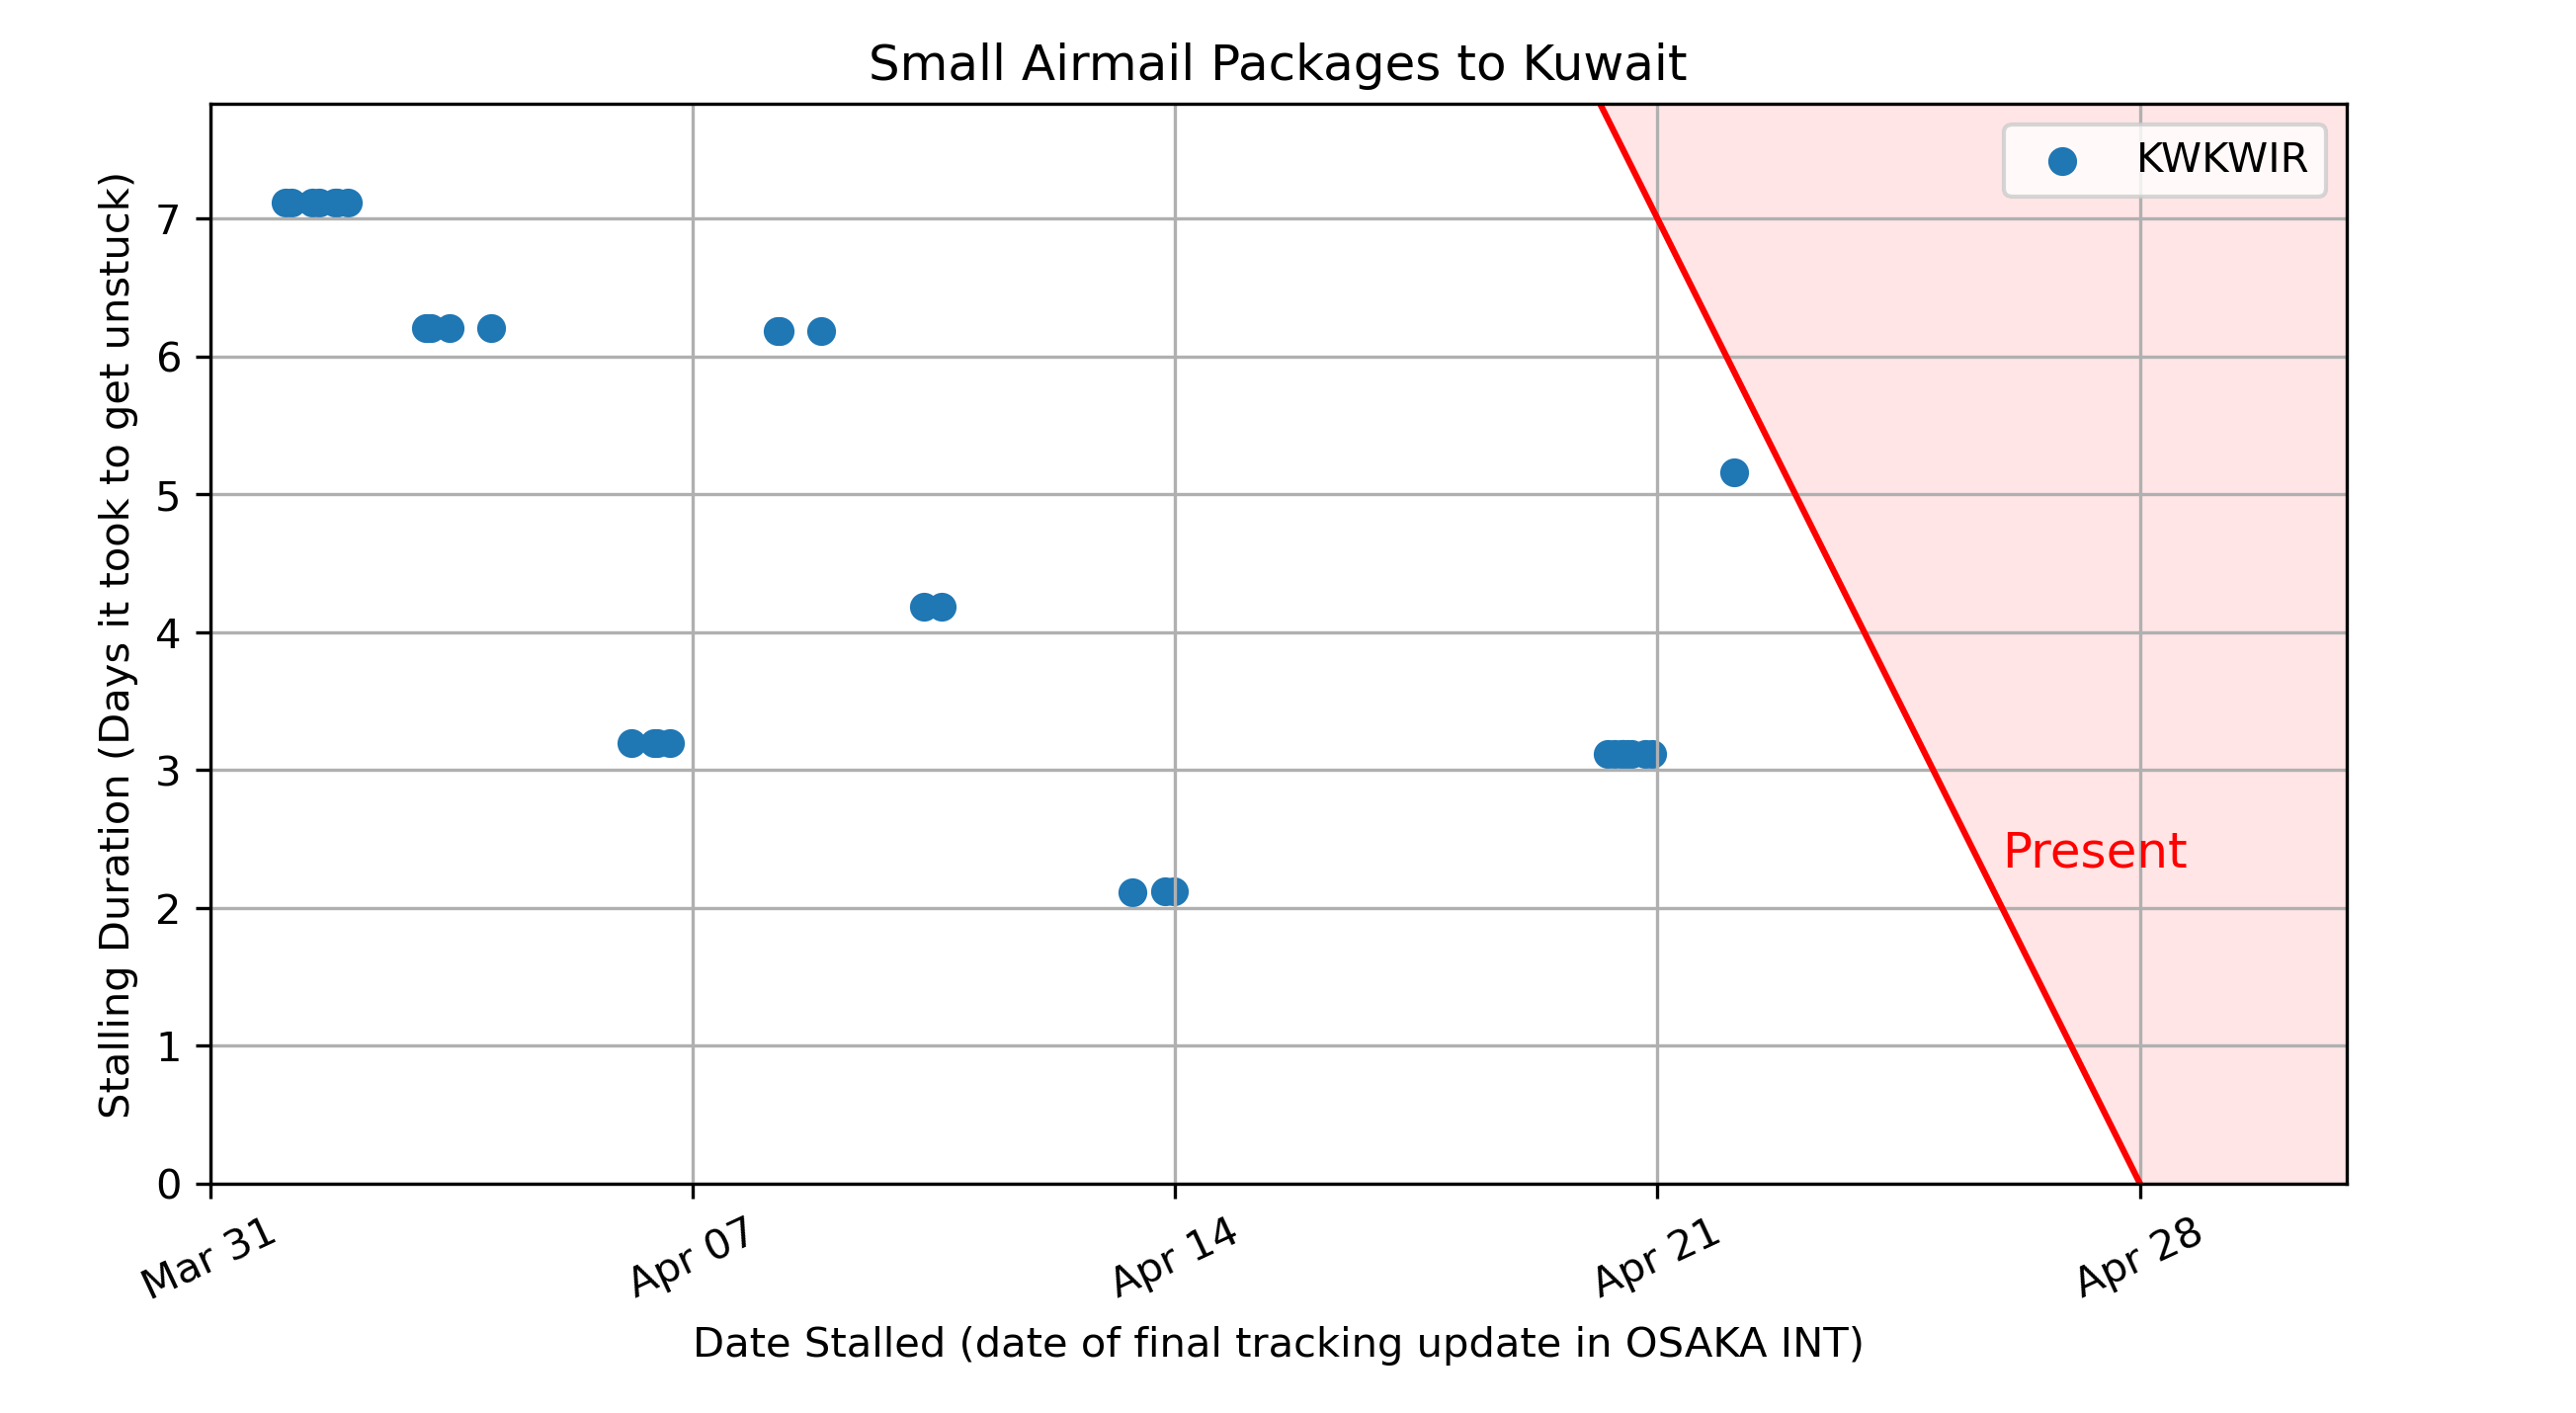 Small Airmail Packages to Kuwait
KWKWIR
Stalling Duration (Days it took to get unstuck)
7
6
5
4
3
2
1
0
Present
Mar 31
Apr 07
Apr 14
Apr 21
Apr 28
Date Stalled (date of final tracking update in OSAKA INT)